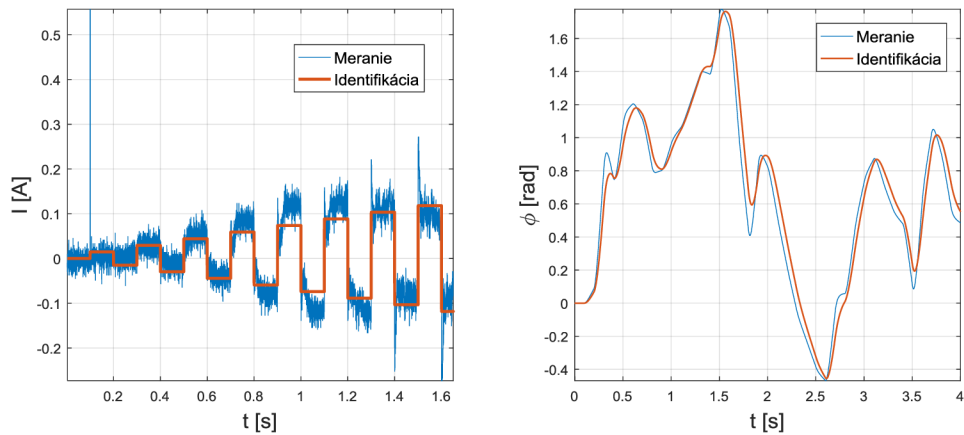 0.5
0.4
0.3
0.2
0.1
0
-0.1
-0.2
I [A]
Meranie
Identifikácia
0.2 0.4 0.6 0.8 1 1.2 1.4 1.6
t [s]
1.6
1.4
1.2
1
0.8
0.6
0.4
0.2
0
-0.2
-0.4
ϕ [rad]
Meranie
Identifikácia
0 0.5 1 1.5 2 2.5 3 3.5 4
t [s]